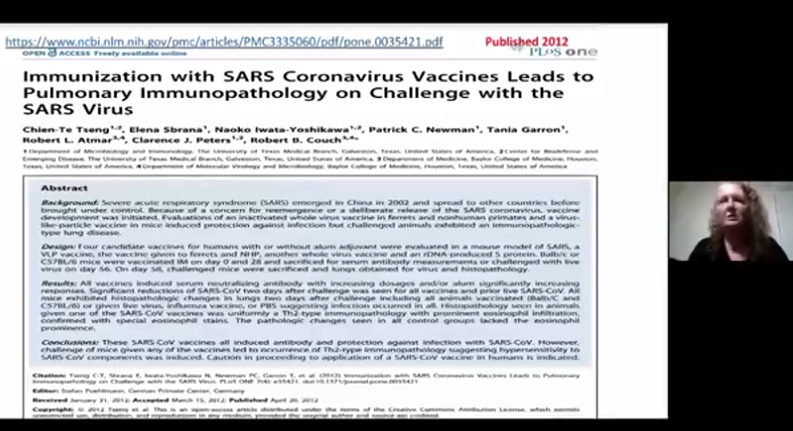 https://www.ncbi.nlm.nih.gov/pmc/articles/PMC3335060/pdf/pone.0035421.pdf
Published 2012
OPEN ACCESS Freely available online
PLoS one
Immunization with SARS Coronavirus Vaccines Leads to
Pulmonary Immunopathology on Challenge with the
SARS Virus
Chien-Te Tseng1,2, Elena Sbrana1, Naoko Iwata-Yoshikawa1,2, Patrick C. Newman1, Tania Garron1,
Robert L. Atmar3,4, Clarence J. Peters1,2, Robert B. Couch3,4*
1 Department of Microbiology and Immunology, The University of Texas Medical Branch, Galveston, Texas, United States of America, 2 Center for Biodefense and
Emerging Disease, The University of Texas Medical Branch, Galveston, Texas, United States of America, 3 Department of Medicine, Baylor College of Medicine, Houston,
Texas, United States of America, 4 Department of Molecular Virology and Microbiology, Baylor College of Medicine, Houston, Texas, United States of America
Abstract
Background: Severe acute respiratory syndrome (SARS) emerged in China in 2002 and spread to other countries before
brought under control. Because of a concern for reemergence or a deliberate release of the SARS coronavirus, vaccine
development was initiated. Evaluations of an inactivated whole virus vaccine in ferrets and nonhuman primates and a virus-
like-particle vaccine in mice induced protection against infection but challenged animals exhibited an immunopathologic-
type lung disease.
Design: Four candidate vaccines for humans with or without alum adjuvant were evaluated in a mouse model of SARS, a
VLP vaccine, the vaccine given to ferrets and NHP, another whole virus vaccine and an rDNA-produced S protein. Balb/c or
C57BL/6 mice were vaccinated IM on day 0 and 28 and sacrificed for serum antibody measurements or challenged with live
virus on day 56. On day 58, challenged mice were sacrificed and lungs obtained for virus and histopathology.
Results: All vaccines induced serum neutralizing antibody with increasing dosages and/or alum significantly increasing
responses. Significant reductions of SARS-CoV two days after challenge was seen for all vaccines and prior live SARS-CoV. All
mice exhibited histopathologic changes in lungs two days after challenge including all animals vaccinated (Balb/C and
C57BL/6) or given live virus, influenza vaccine, or PBS suggesting infection occurred in all. Histopathology seen in animals
given one of the SARS-CoV vaccines was uniformly a Th2-type immunopathology with prominent eosinophil infiltration,
confirmed with special eosinophil stains. The pathologic changes seen in all control groups lacked the eosinophil
prominence.
Conclusions: These SARS-CoV vaccines all induced antibody and protection against infection with SARS-CoV. However,
challenge of mice given any of the vaccines led to occurrence of Th2-type immunopathology suggesting hypersensitivity to
SARS-CoV components was induced. Caution in proceeding to application of a SARS-CoV vaccine in humans is indicated.
Citation: Tseng C-T, Sbrana E, Iwata-Yoshikawa N, Newman PC, Garron T, et al. (2012) Immunization with SARS Coronavirus Vaccines Leads to Pulmonary
Immunopathology on Challenge with the SARS Virus. PLoS ONE 7(4): e35421. doi:10.1371/journal.pone.0035421
Editor: Stefan Poehlmann, German Primate Center, Germany
Received January 31, 2012; Accepted March 15, 2012; Published April 20, 2012
Copyright: © 2012 Tseng et al. This is an open-access article distributed under the terms of the Creative Commons Attribution License, which permits
unrestricted use, distribution, and reproduction in any medium, provided the original author and source are credited.